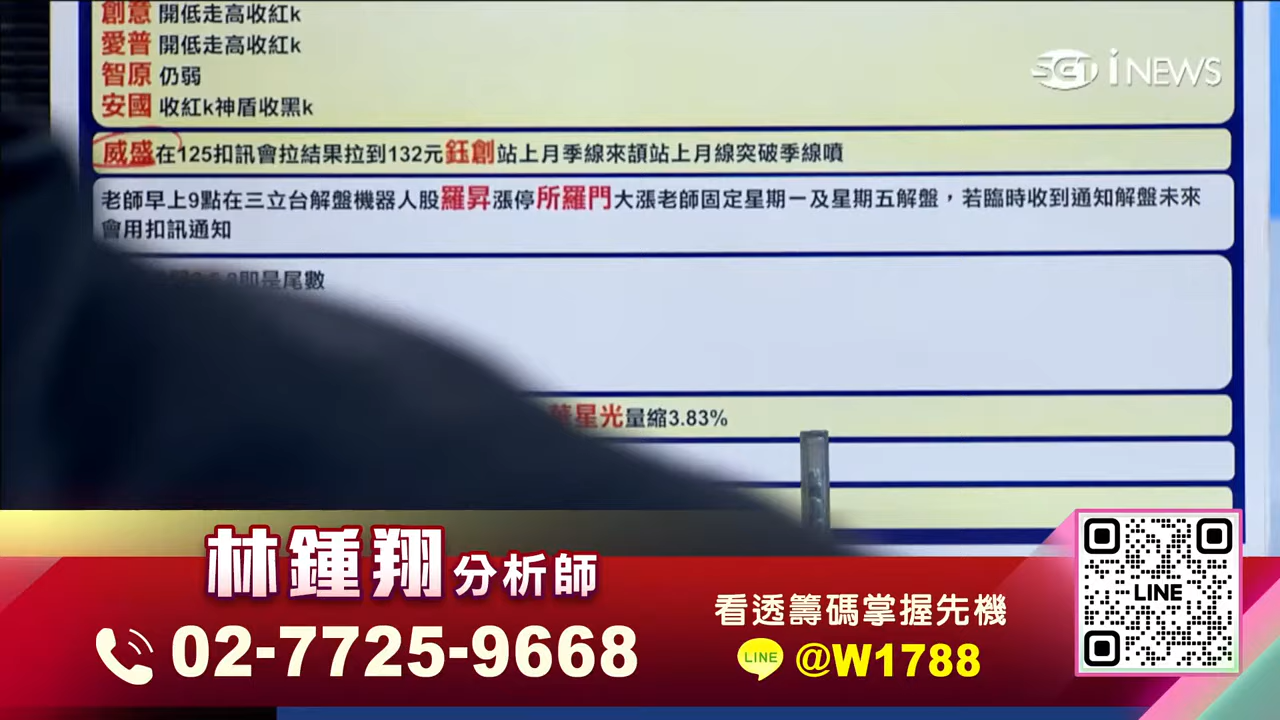 創意 開低走高收紅k
愛普 開低走高收紅k
智原 仍弱
安國 收紅k神盾收黑k
SET iNEWS
威盛在125扣訊會拉結果拉到132元鈺創站上月季線來頡站上月線突破季線噴
老師早上9點在三立台解盤機器人股羅昇漲停所羅門大漲老師固定星期一及星期五解盤，若臨時收到通知解盤未來
會用扣訊通知
即是尾數
華星光量縮3.83%
林鍾翔分析師
02-7725-9668
看透籌碼掌握先機
LINE @W1788
LINE